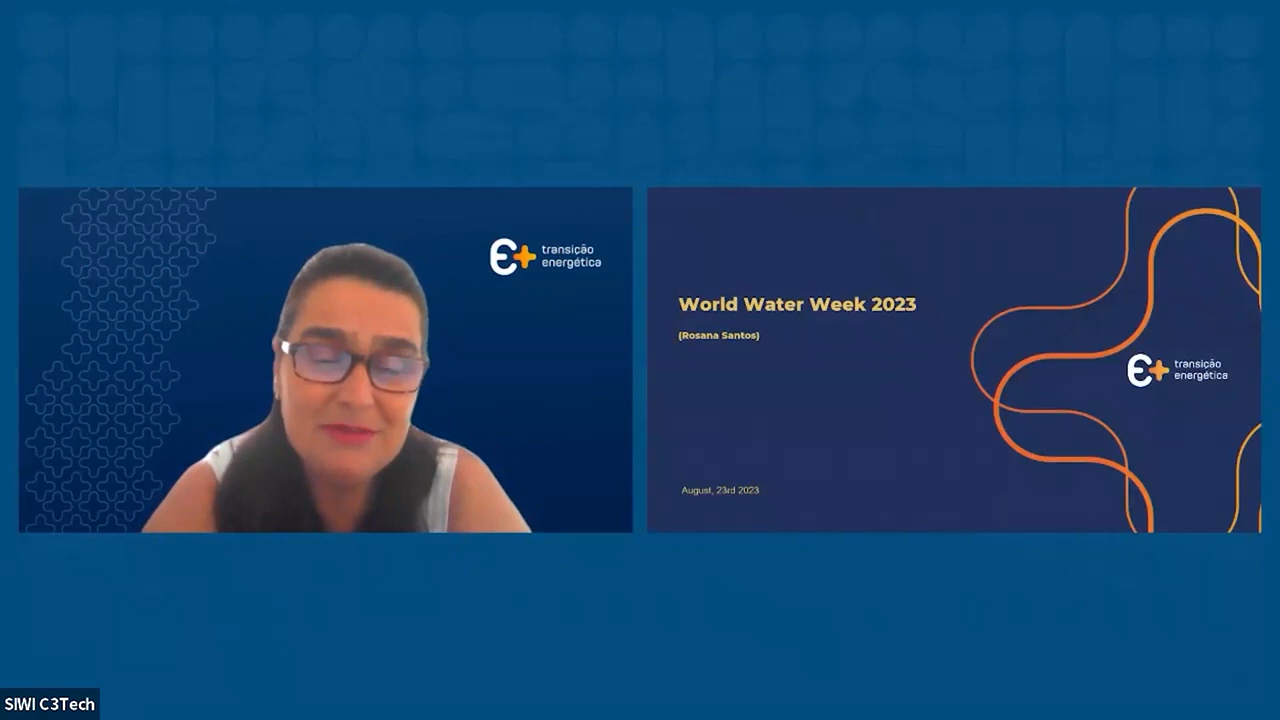 E+ transição
energética
World Water Week 2023
(Rosana Santos)
E+ transição
energética
August, 23rd 2023
SIWI C3Tech